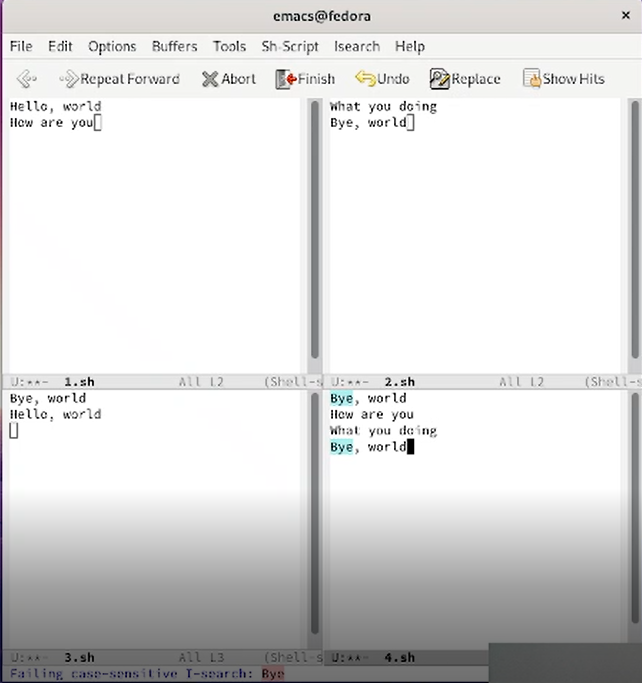 emacs@fedora
×
File Edit Options Buffers Tools Sh-Script Isearch Help
Repeat Forward Abort Finish Undo Replace Show Hits
Hello, world
How are you
U:**- 1.sh All L2 (Shell-s
What you doing
Bye, world
U:**- 2.sh All L2 (Shell-s
Bye, world
Hello, world
U:**- 3.sh All L3 (Shell-s
Bye, world
How are you
What you doing
Bye, world
U:**- 4.sh
Failing case-sensitive I-search: Bye